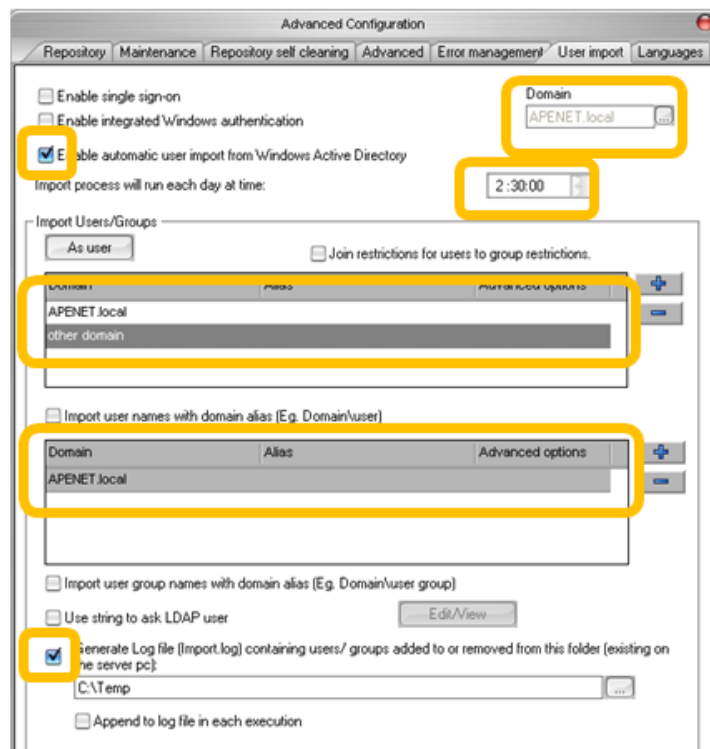 Advanced Configuration
Repository Maintenance Repository self cleaning Advanced Error management User import Languages
Enable single sign-on
Domain
Enable integrated Windows authentication
APENET.local ...
Enable automatic user import from Windows Active Directory
Import process will run each day at time:
2 :30:00
Import Users/Groups
As user
Join restrictions for users to group restrictions.
Domain Alias Advanced options
APENET.local
other domain
Import user names with domain alias (Eg. Domain\user)
Domain Alias Advanced options
APENET.local
Import user group names with domain alias (Eg. Domain\user group)
Use string to ask LDAP user
Edit/View
Generate Log file (Import.log) containing users/ groups added to or removed from this folder (existing on
the server pc):
C:\Temp ...
Append to log file in each execution